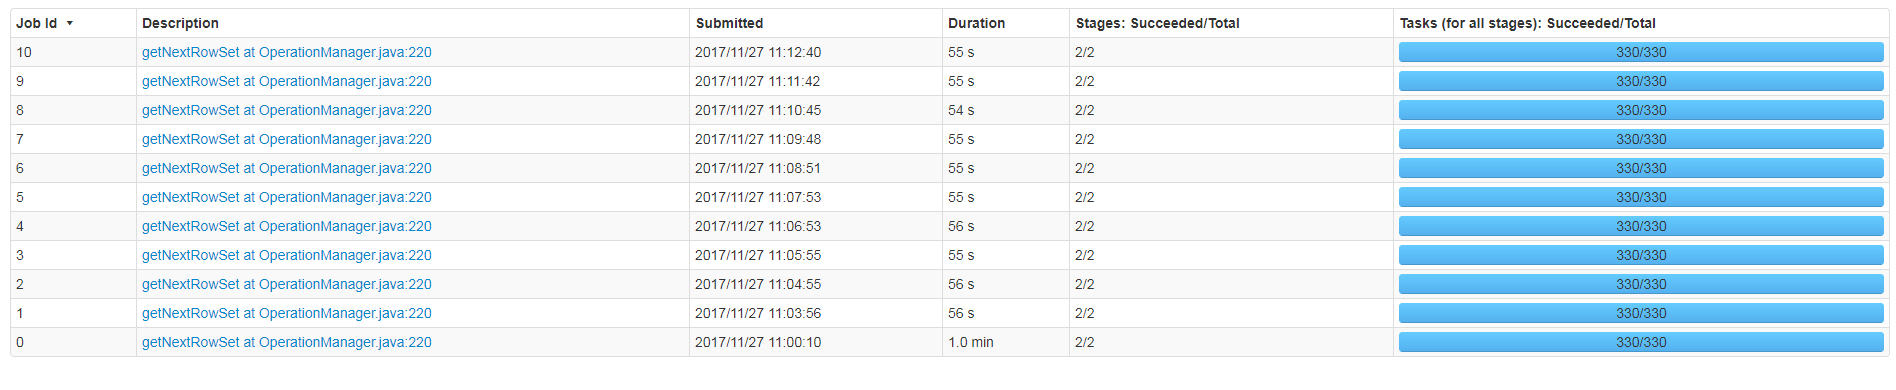 Job Id ▾ Description Submitted Duration Stages: Succeeded/Total Tasks (for all stages): Succeeded/Total
10 getNextRowSet at OperationManager.java:220 2017/11/27 11:12:40 55 s 2/2 330/330
9 getNextRowSet at OperationManager.java:220 2017/11/27 11:11:42 55 s 2/2 330/330
8 getNextRowSet at OperationManager.java:220 2017/11/27 11:10:45 54 s 2/2 330/330
7 getNextRowSet at OperationManager.java:220 2017/11/27 11:09:48 55 s 2/2 330/330
6 getNextRowSet at OperationManager.java:220 2017/11/27 11:08:51 55 s 2/2 330/330
5 getNextRowSet at OperationManager.java:220 2017/11/27 11:07:53 55 s 2/2 330/330
4 getNextRowSet at OperationManager.java:220 2017/11/27 11:06:53 56 s 2/2 330/330
3 getNextRowSet at OperationManager.java:220 2017/11/27 11:05:55 55 s 2/2 330/330
2 getNextRowSet at OperationManager.java:220 2017/11/27 11:04:55 56 s 2/2 330/330
1 getNextRowSet at OperationManager.java:220 2017/11/27 11:03:56 56 s 2/2 330/330
0 getNextRowSet at OperationManager.java:220 2017/11/27 11:00:10 1.0 min 2/2 330/330